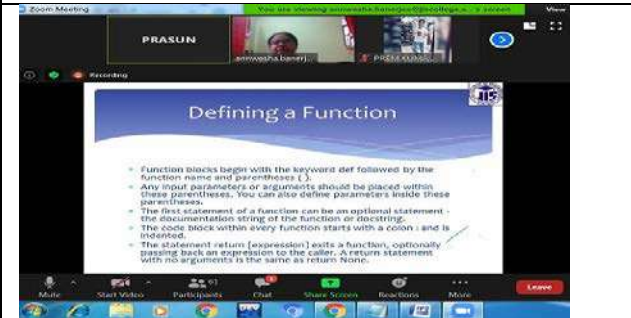 Zoom Meeting
View
PRASUN
Recording
Defining a Function
Function blocks begin with the keyword def followed by the
function name and parentheses ( ).
Any input parameters or arguments should be placed within
these parentheses. You can also define parameters inside these
parentheses.
The first statement of a function can be an optional statement -
the documentation string of the function or docstring.
The code block within every function starts with a colon : and is
indented.
The statement return [expression] exits a function, optionally
passing back an expression to the caller. A return statement
with no arguments is the same as return None.
Mute
Start Video
Participants
Chat
Share Screen
Reactions
More
Leave